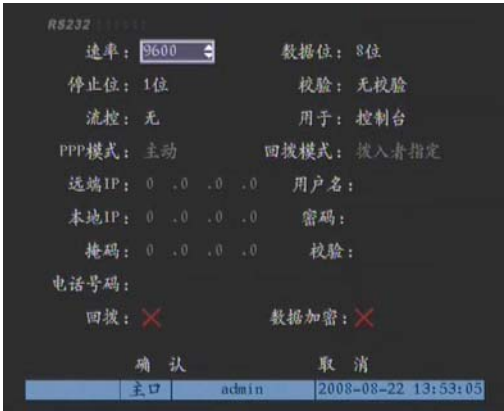 RS232
速率： 9600 数据位： 8位
停止位： 1位 校验： 无校验
流控： 无 用于： 控制台
PPP模式： 主动 回拨模式： 拨入者指定
远端IP： 0 .0 .0 .0 用户名：
本地IP： 0 .0 .0 .0 密码：
掩码： 0 .0 .0 .0 校验：
电话号码：
回拨： 数据加密：
确 认 取 消
主口 admin 2008-08-22 13:53:05